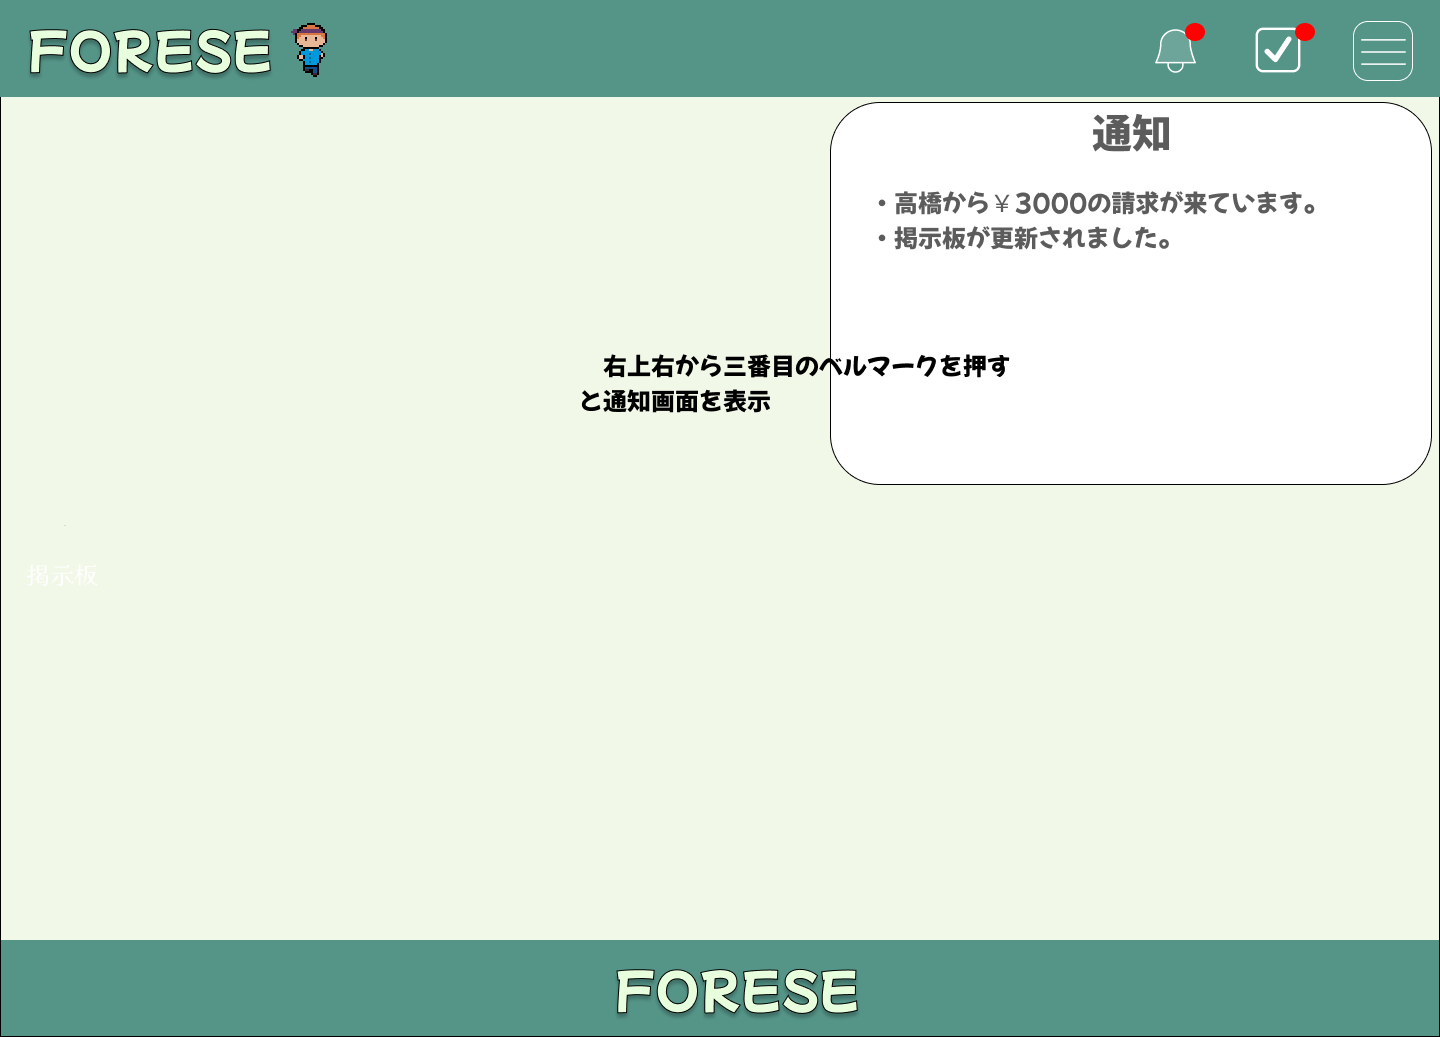 FORESE
通知
・高橋から￥3000の請求が来ています。
・掲示板が更新されました。
右上右から三番目のベルマークを押す
と通知画面を表示
掲示板
FORESE